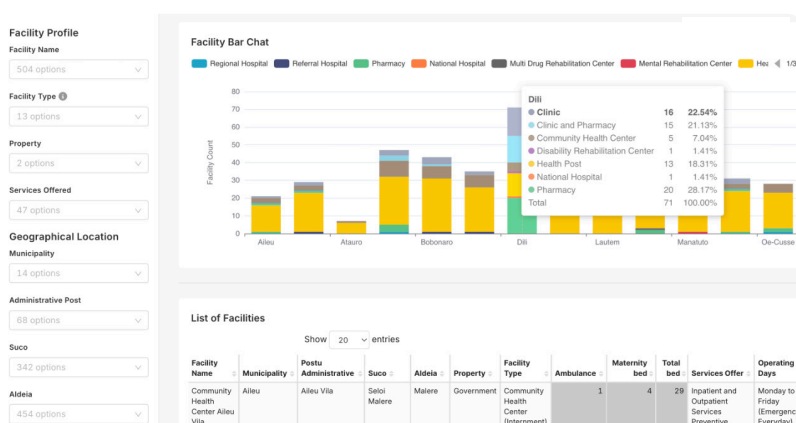 Facility Profile
Facility Name
504 options
Facility Type
13 options
Property
2 options
Services Offered
47 options
Geographical Location
Municipality
14 options
Administrative Post
68 options
Suco
342 options
Aldeia
454 options
Facility Bar Chat
Regional Hospital Referral Hospital Pharmacy National Hospital Multi Drug Rehabilitation Center Mental Rehabilitation Center Hea 1/3
Facility Count
80
70
60
50
40
30
20
10
0
Aileu Atauro Bobonaro Dili Lautem Manatuto Oe-Cusse
Dili
Clinic 16 22.54%
Clinic and Pharmacy 15 21.13%
Community Health Center 5 7.04%
Disability Rehabilitation Center 1 1.41%
Health Post 13 18.31%
National Hospital 1 1.41%
Pharmacy 20 28.17%
Total 71 100.00%
List of Facilities
Show 20 entries
Facility Name Municipality Postu Administrative Suco Aldeia Property Facility Type Ambulance Maternity bed Total bed Services Offer Operating Days
Community Health Center Aileu Vila Aileu Aileu Vila Seloi Malere Malere Government Community Health Center (Internment) 1 4 29 Inpatient and Outpatient Services Preventive Monday to Friday (Emergenc Everyday)